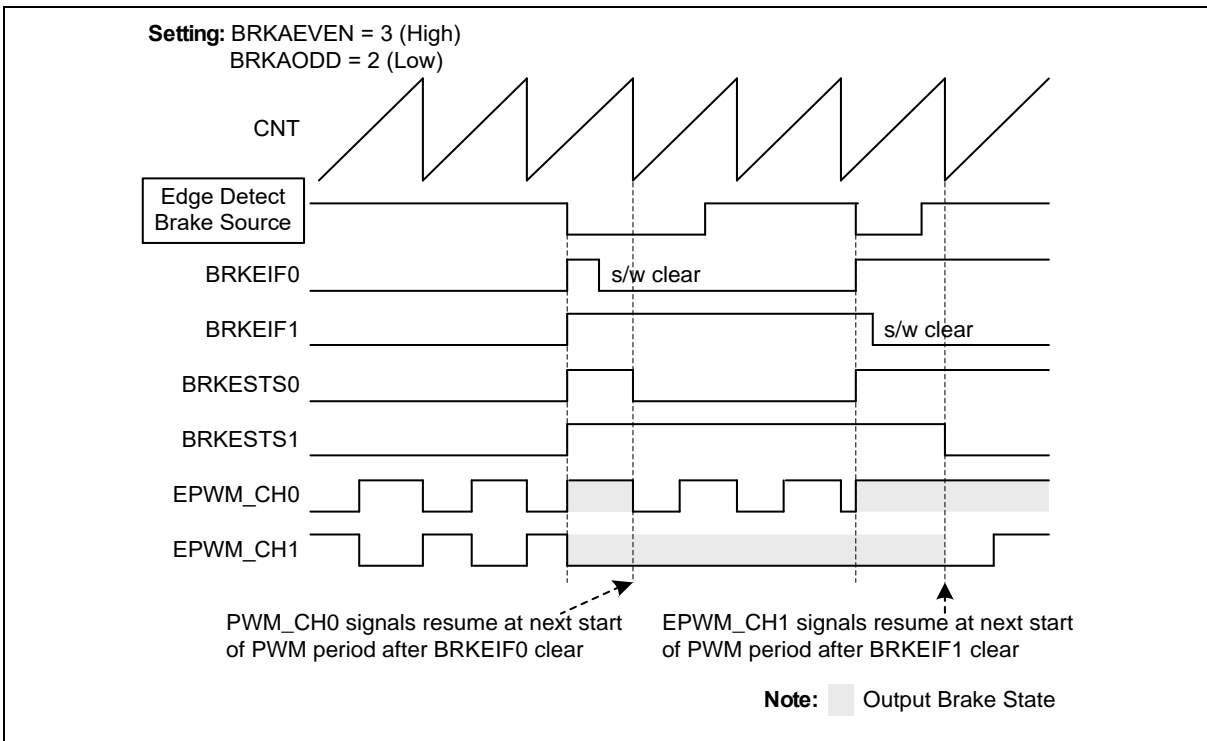 Setting: BRKAEVEN = 3 (High)
BRKAODD = 2 (Low)
CNT
Edge Detect
Brake Source
BRKEIF0
s/w clear
BRKEIF1
s/w clear
BRKESTS0
BRKESTS1
EPWM_CH0
EPWM_CH1
PWM_CH0 signals resume at next start
of PWM period after BRKEIF0 clear
EPWM_CH1 signals resume at next start
of PWM period after BRKEIF1 clear
Note: Output Brake State